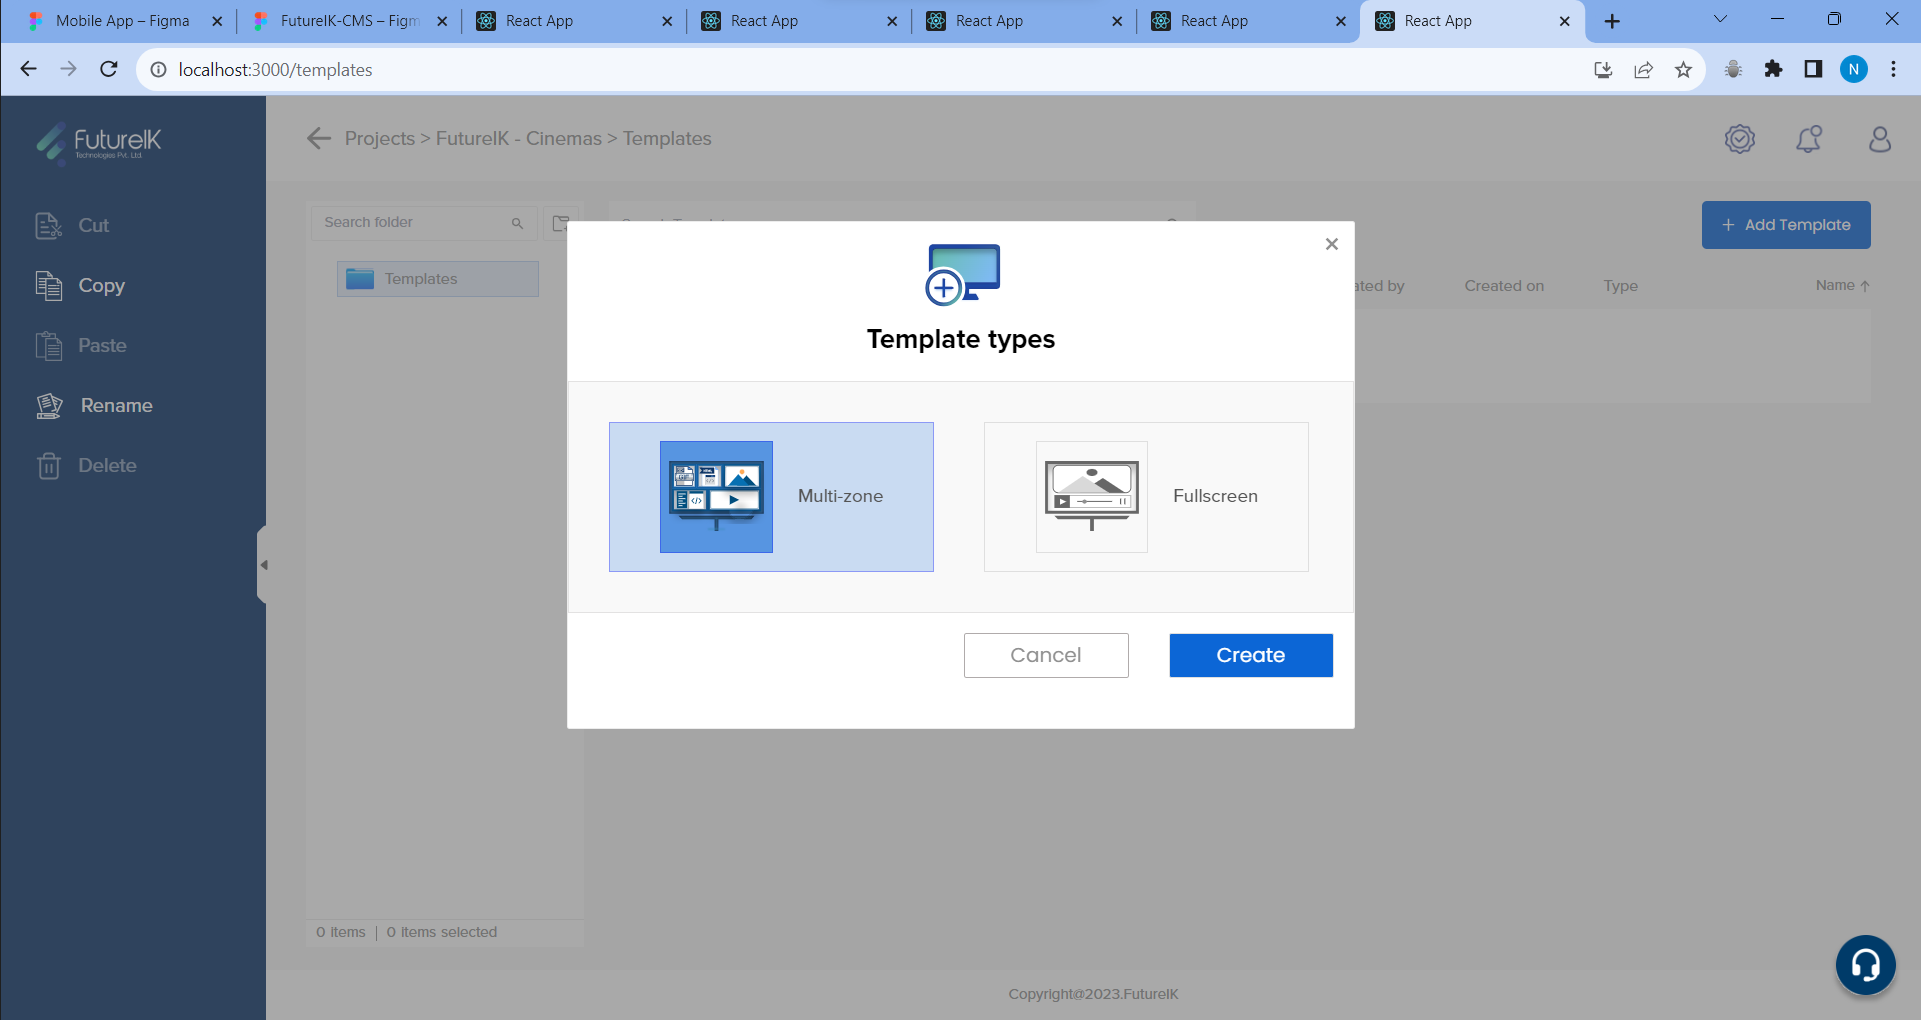 Mobile App – Figma
FutureIK-CMS – Figm
React App
React App
React App
React App
React App
localhost:3000/templates
N
FutureIK
Technologies Pvt. Ltd.
Projects > FutureIK - Cinemas > Templates
Cut
Copy
Paste
Rename
Delete
Search folder
Templates
+ Add Template
ated by
Created on
Type
Name ↑
Template types
Multi-zone
Fullscreen
Cancel
Create
0 Items | 0 Items selected
Copyright@2023.FutureIK